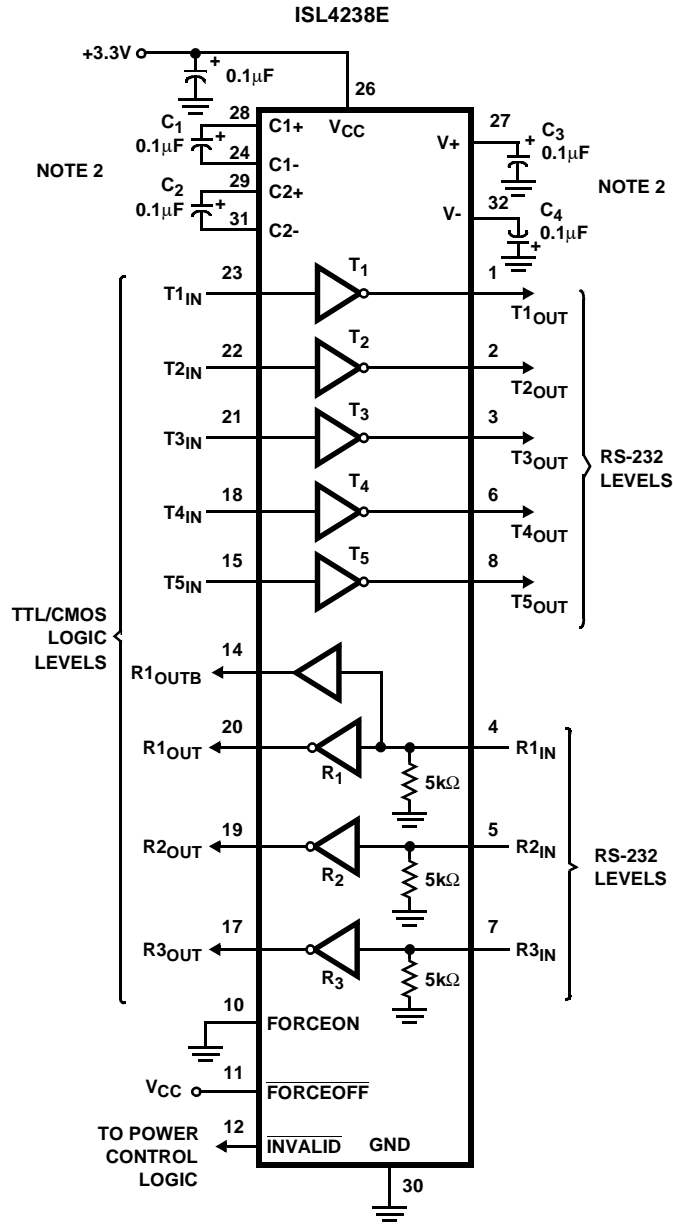 ISL4238E
+3.3V
+
0.1μF
26
28
C1
0.1μF
+
C1+
VCC
27
V+
+
C3
0.1μF
24
C1-
NOTE 2
NOTE 2
29
C2
0.1μF
+
C2+
32
V-
C4
0.1μF
+
31
C2-
T1IN
23
T1
1
T1OUT
T2IN
22
T2
2
T2OUT
T3IN
21
T3
3
T3OUT
RS-232
LEVELS
T4IN
18
T4
6
T4OUT
T5IN
15
T5
8
T5OUT
TTL/CMOS
LOGIC
LEVELS
R1OUTB
14
R1OUT
20
R1
4
R1IN
5kΩ
R2OUT
19
R2
5
R2IN
5kΩ
RS-232
LEVELS
R3OUT
17
R3
7
R3IN
5kΩ
10
FORCEON
VCC
11
FORCEOFF
12
INVALID
TO POWER
CONTROL
LOGIC
GND
30